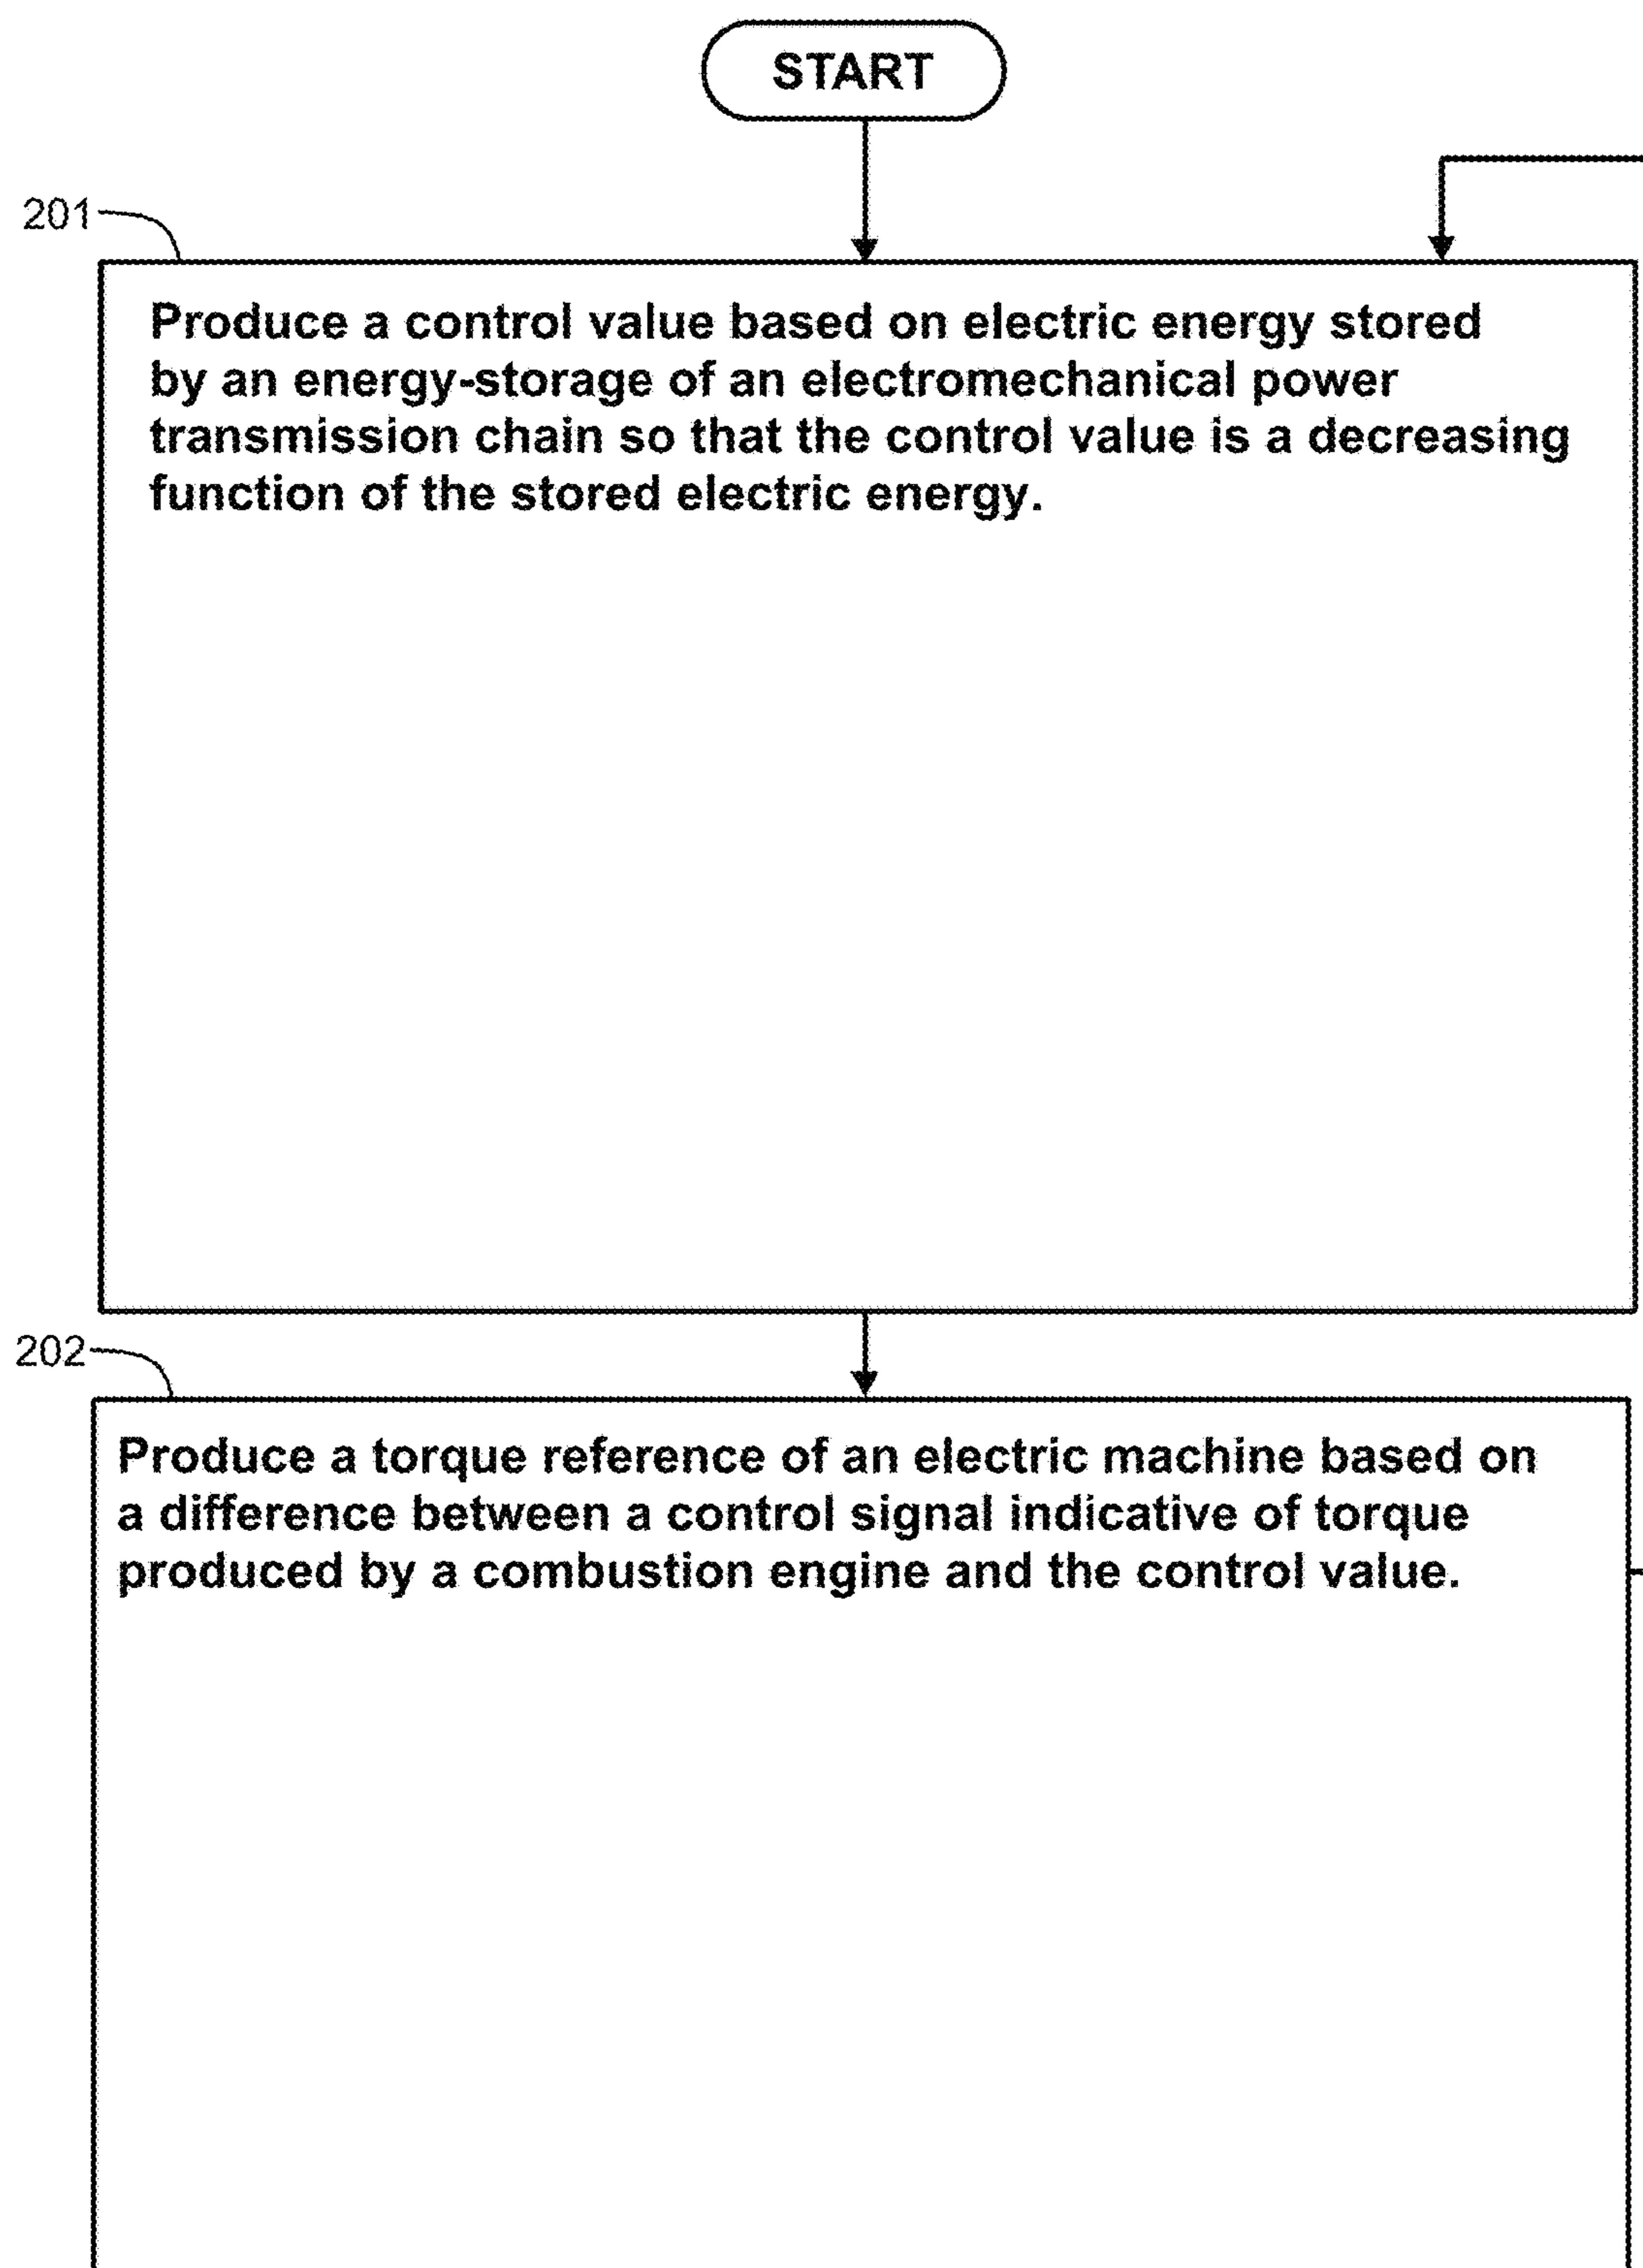 START
201
Produce a control value based on electric energy stored
by an energy-storage of an electromechanical power
transmission chain so that the control value is a decreasing
function of the stored electric energy.
202
Produce a torque reference of an electric machine based on
a difference between a control signal indicative of torque
produced by a combustion engine and the control value.